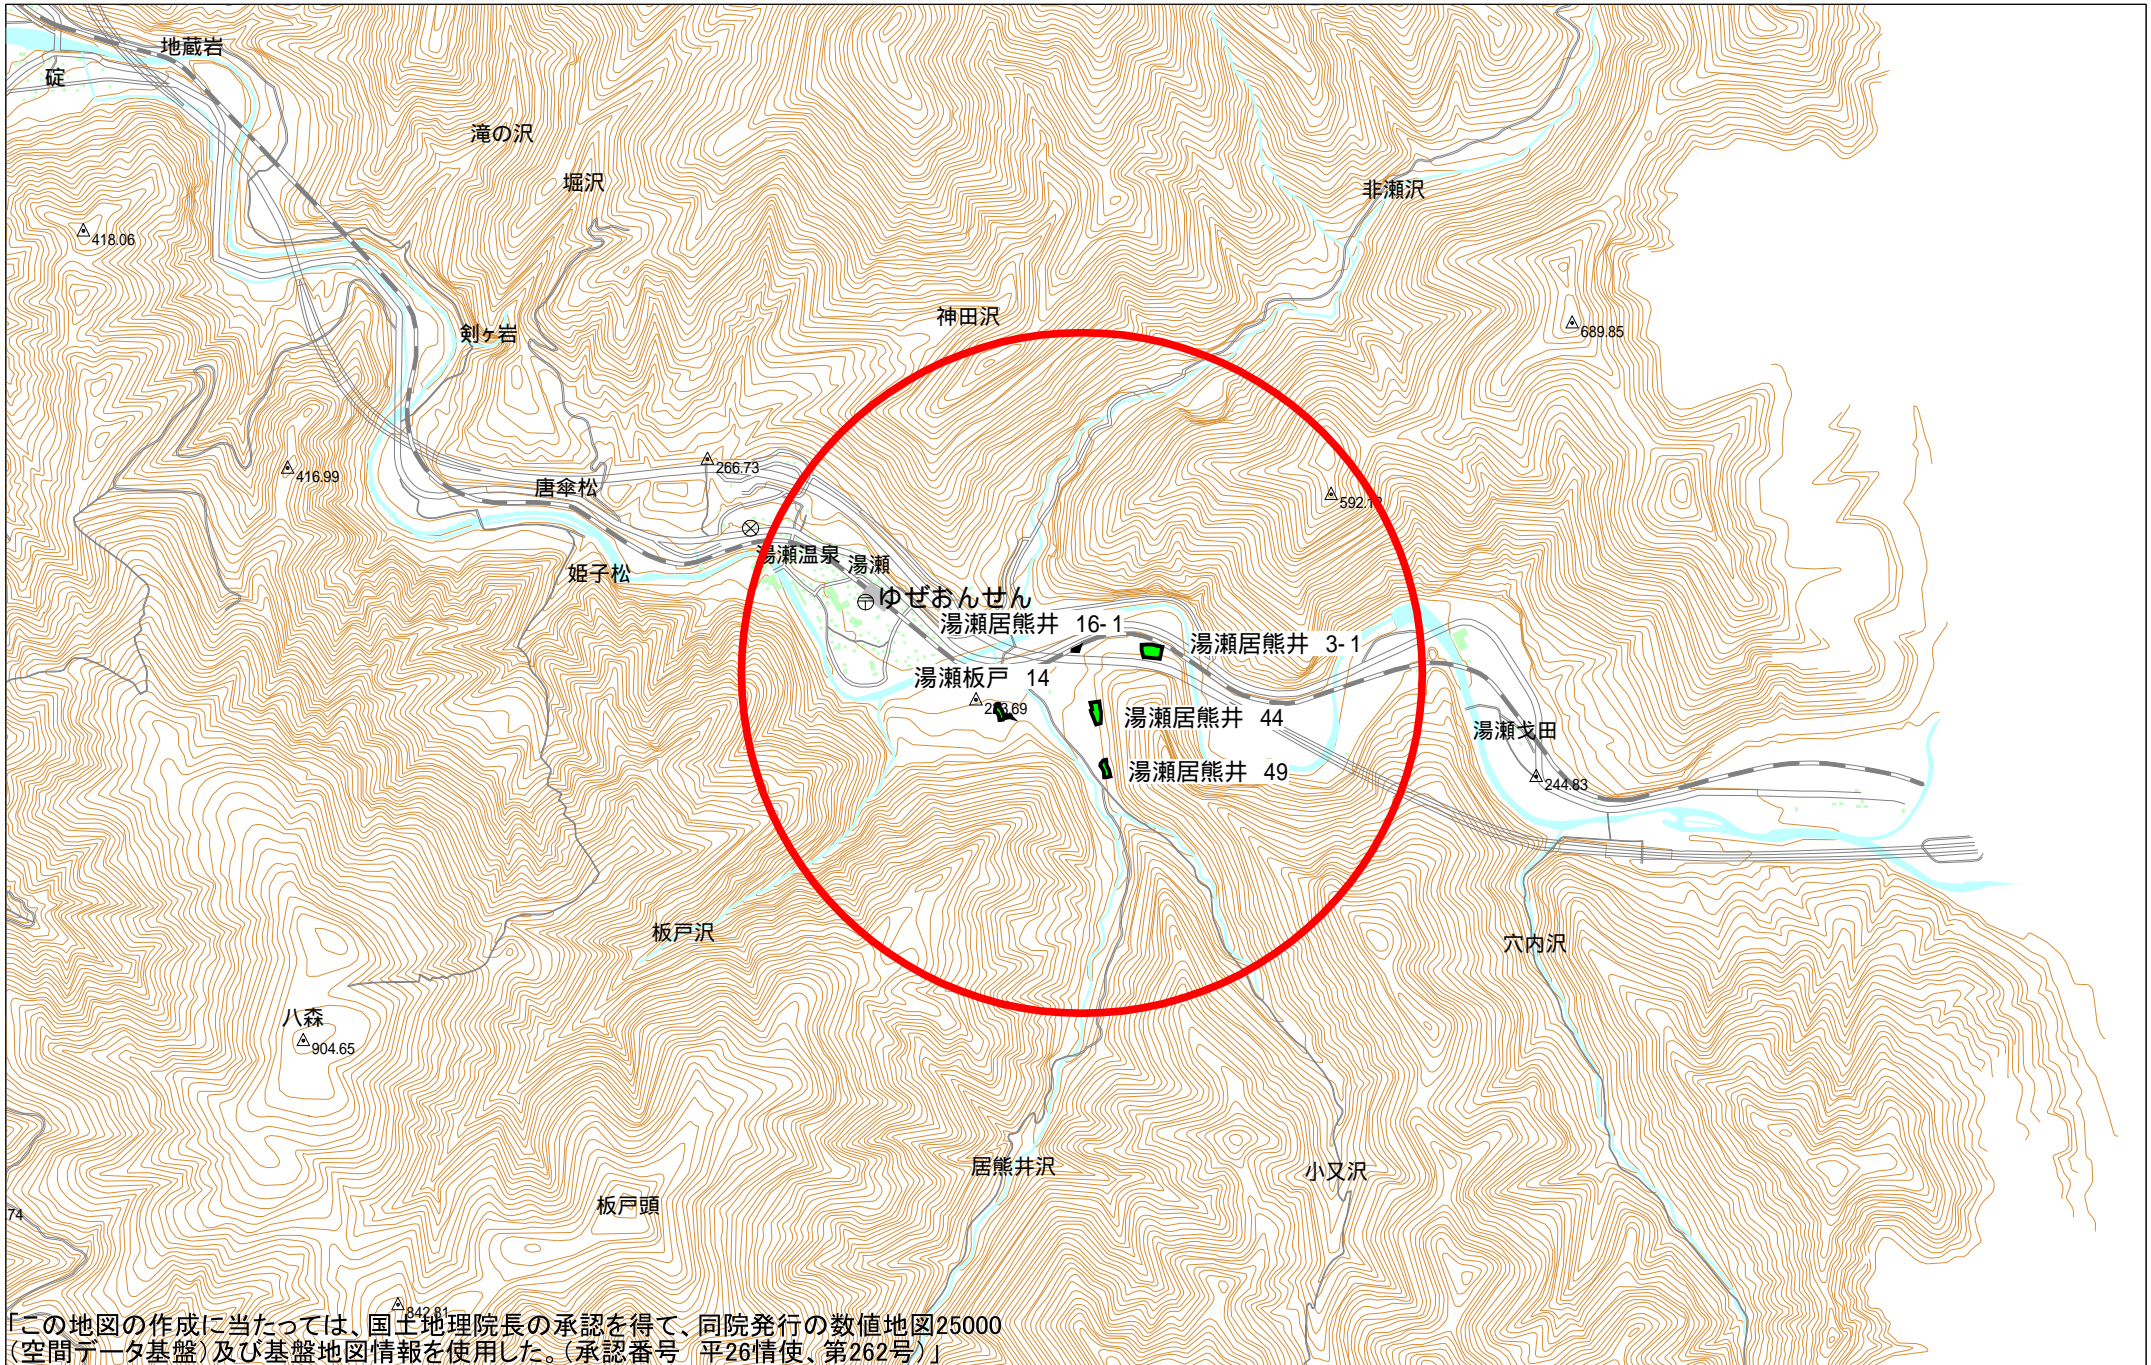 地蔵岩
碇
滝の沢
堀沢
非瀬沢
418.06
神田沢
689.85
剣ヶ岩
266.73
416.99
唐傘松
湯瀬温泉
湯瀬
姫子松
ゆぜおんせん
湯瀬居熊井 16-1
湯瀬居熊井 3-1
湯瀬板戸 14
湯瀬居熊井 44
湯瀬戈田
湯瀬居熊井 49
244.83
板戸沢
穴内沢
八森
904.65
居熊井沢
小又沢
板戸頭
74
842.81
「この地図の作成に当たっては、国土地理院長の承認を得て、同院発行の数値地図25000
(空間データ基盤)及び基盤地図情報を使用した。(承認番号 平26情使、第262号)」